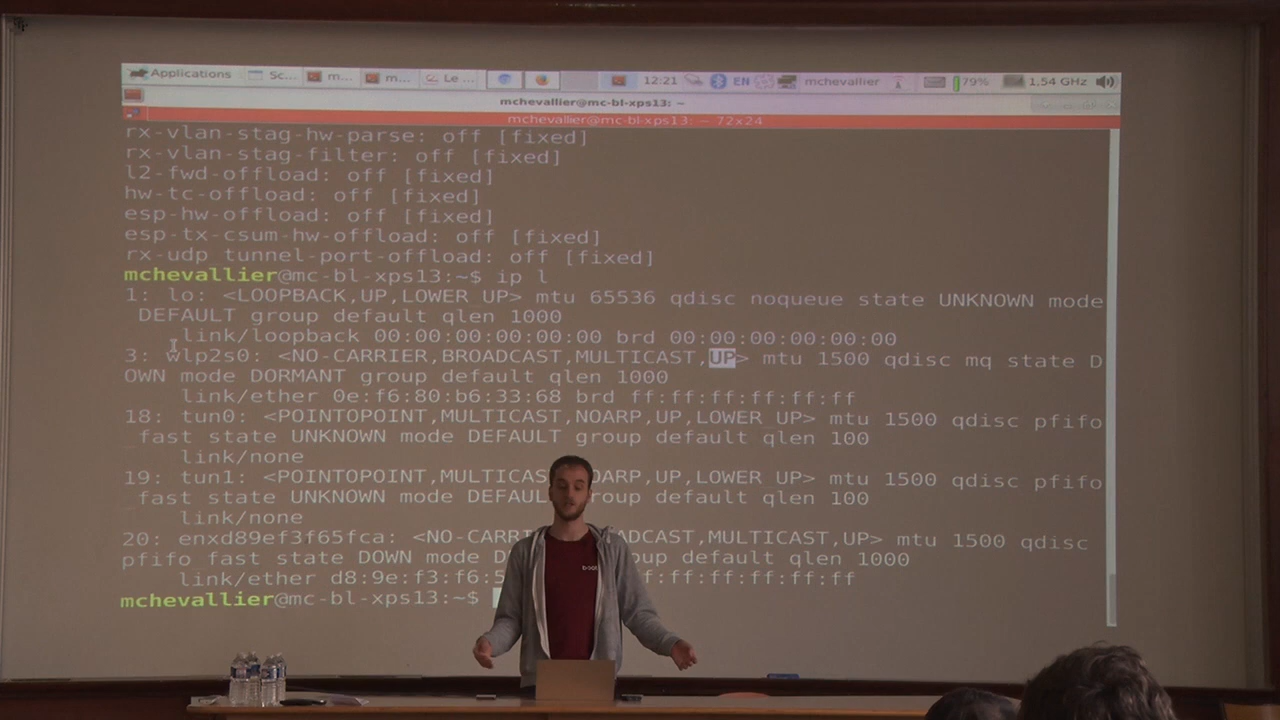 Applications Sc... m... m... Le ... 12:21 EN mchevallier 79% 1,54 GHz
mchevallier@mc-bl-xps13: ~
mchevallier@mc-bl-xps13: ~ 72x24
rx-vlan-stag-hw-parse: off [fixed]
rx-vlan-stag-filter: off [fixed]
l2-fwd-offload: off [fixed]
hw-tc-offload: off [fixed]
esp-hw-offload: off [fixed]
esp-tx-csum-hw-offload: off [fixed]
rx-udp_tunnel-port-offload: off [fixed]
mchevallier@mc-bl-xps13:~$ ip l
1: lo: <LOOPBACK,UP,LOWER_UP> mtu 65536 qdisc noqueue state UNKNOWN mode
DEFAULT group default qlen 1000
link/loopback 00:00:00:00:00:00 brd 00:00:00:00:00:00
3: wlp2s0: <NO-CARRIER,BROADCAST,MULTICAST,UP> mtu 1500 qdisc mq state D
OWN mode DORMANT group default qlen 1000
link/ether 0e:f6:80:b6:33:68 brd ff:ff:ff:ff:ff:ff
18: tun0: <POINTOPOINT,MULTICAST,NOARP,UP,LOWER_UP> mtu 1500 qdisc pfifo
_fast state UNKNOWN mode DEFAULT group default qlen 100
link/none
19: tun1: <POINTOPOINT,MULTICAS OARP,UP,LOWER_UP> mtu 1500 qdisc pfifo
_fast state UNKNOWN mode DEFAU roup default qlen 100
link/none
20: enxd89ef3f65fca: <NO-CARRI ADCAST,MULTICAST,UP> mtu 1500 qdisc
pfifo_fast state DOWN mode D oup default qlen 1000
link/ether d8:9e:f3:f6:5 f:ff:ff:ff:ff:ff
mchevallier@mc-bl-xps13:~$